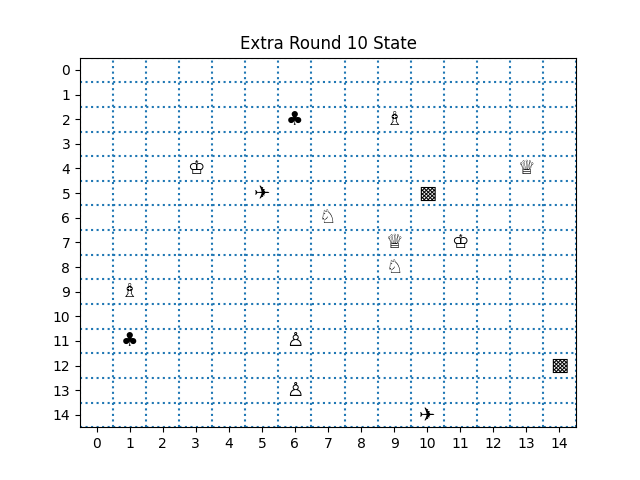 Extra Round 10 State
0
1
2 ♣ ♗
3
4 ♔ ♕
5 ✈ ▩
6 ♘
7 ♕ ♔
8 ♘
9 ♗
10
11 ♣ ♙
12 ▩
13 ♙
14 ✈
0 1 2 3 4 5 6 7 8 9 10 11 12 13 14